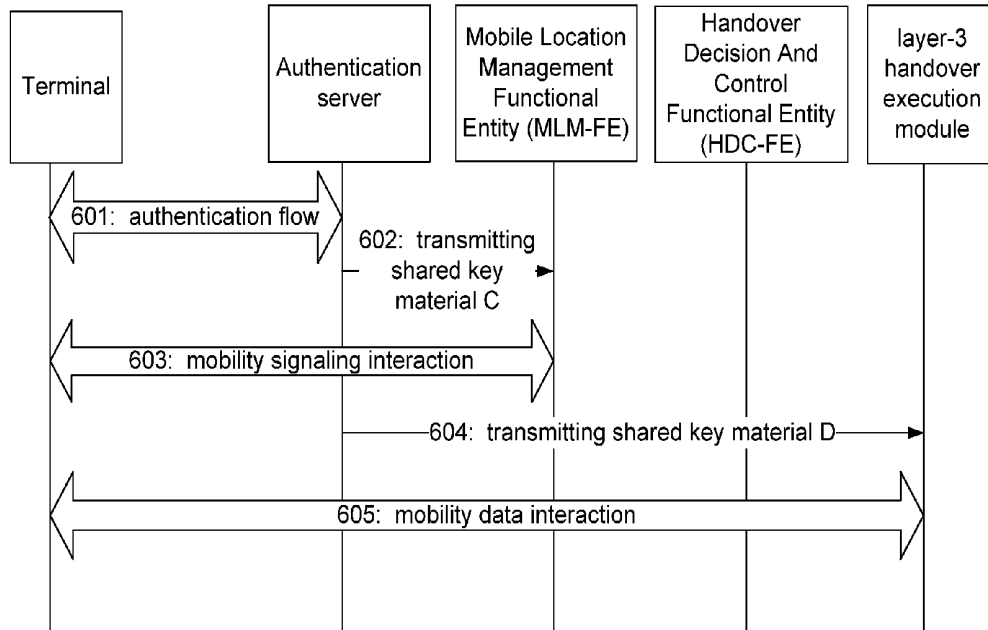 Terminal
Authentication
server
Mobile Location
Management
Functional
Entity (MLM-FE)
Handover
Decision And
Control
Functional Entity
(HDC-FE)
layer-3
handover
execution
module
601: authentication flow
602: transmitting
shared key
material C
603: mobility signaling interaction
604: transmitting shared key material D
605: mobility data interaction